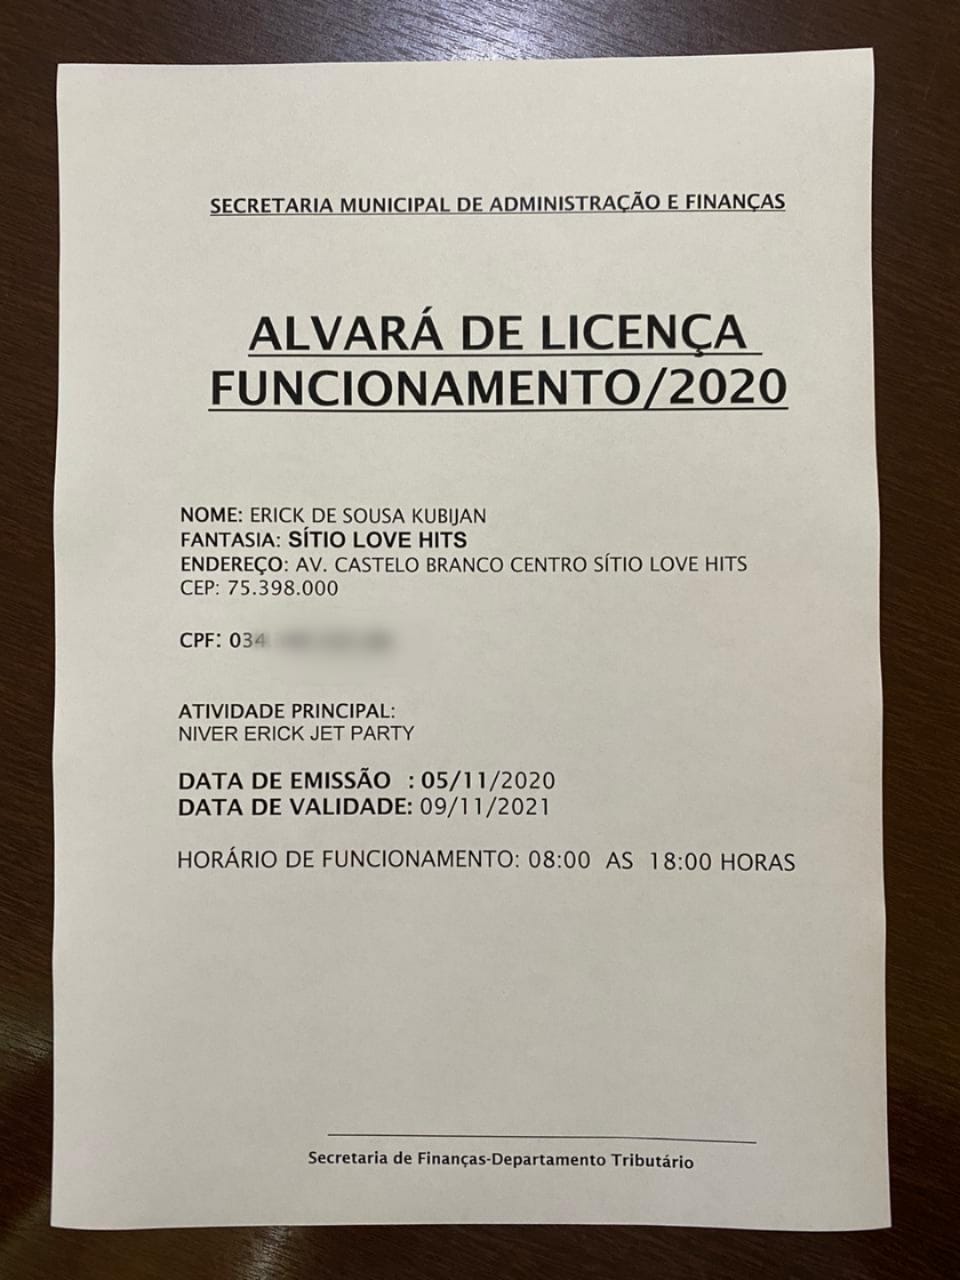 SECRETARIA MUNICIPAL DE ADMINISTRAÇÃO E FINANÇAS
ALVARÁ DE LICENÇA
FUNCIONAMENTO/2020
NOME: ERICK DE SOUSA KUBIJAN
FANTASIA: SÍTIO LOVE HITS
ENDEREÇO: AV. CASTELO BRANCO CENTRO SÍTIO LOVE HITS
CEP: 75.398.000
CPF: 034
ATIVIDADE PRINCIPAL:
NIVER ERICK JET PARTY
DATA DE EMISSÃO : 05/11/2020
DATA DE VALIDADE: 09/11/2021
HORÁRIO DE FUNCIONAMENTO: 08:00 AS 18:00 HORAS
Secretaria de Finanças-Departamento Tributário